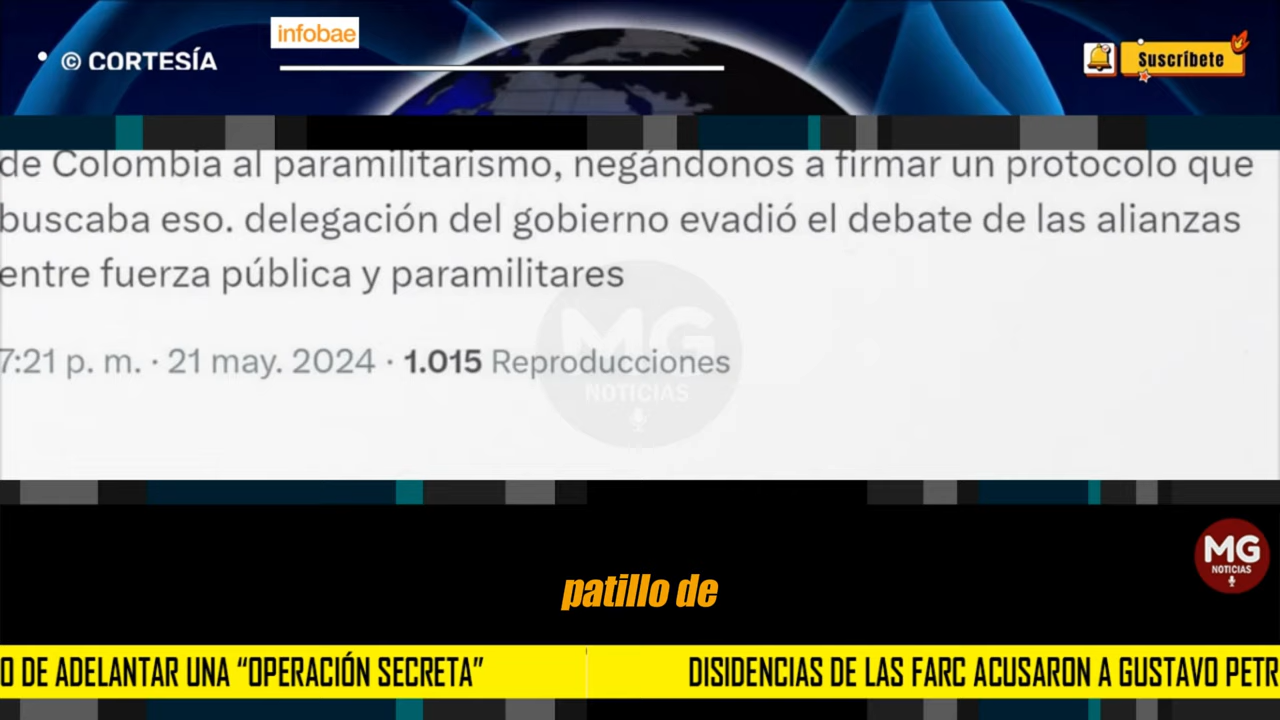 infobae
© CORTESÍA
Suscríbete
de Colombia al paramilitarismo, negándonos a firmar un protocolo que
buscaba eso. delegación del gobierno evadió el debate de las alianzas
entre fuerza pública y paramilitares
MG
NOTICIAS
7:21 p. m. · 21 may. 2024 · 1.015 Reproducciones
MG
NOTICIAS
patillo de
O DE ADELANTAR UNA “OPERACIÓN SECRETA” DISIDENCIAS DE LAS FARC ACUSARON A GUSTAVO PETR